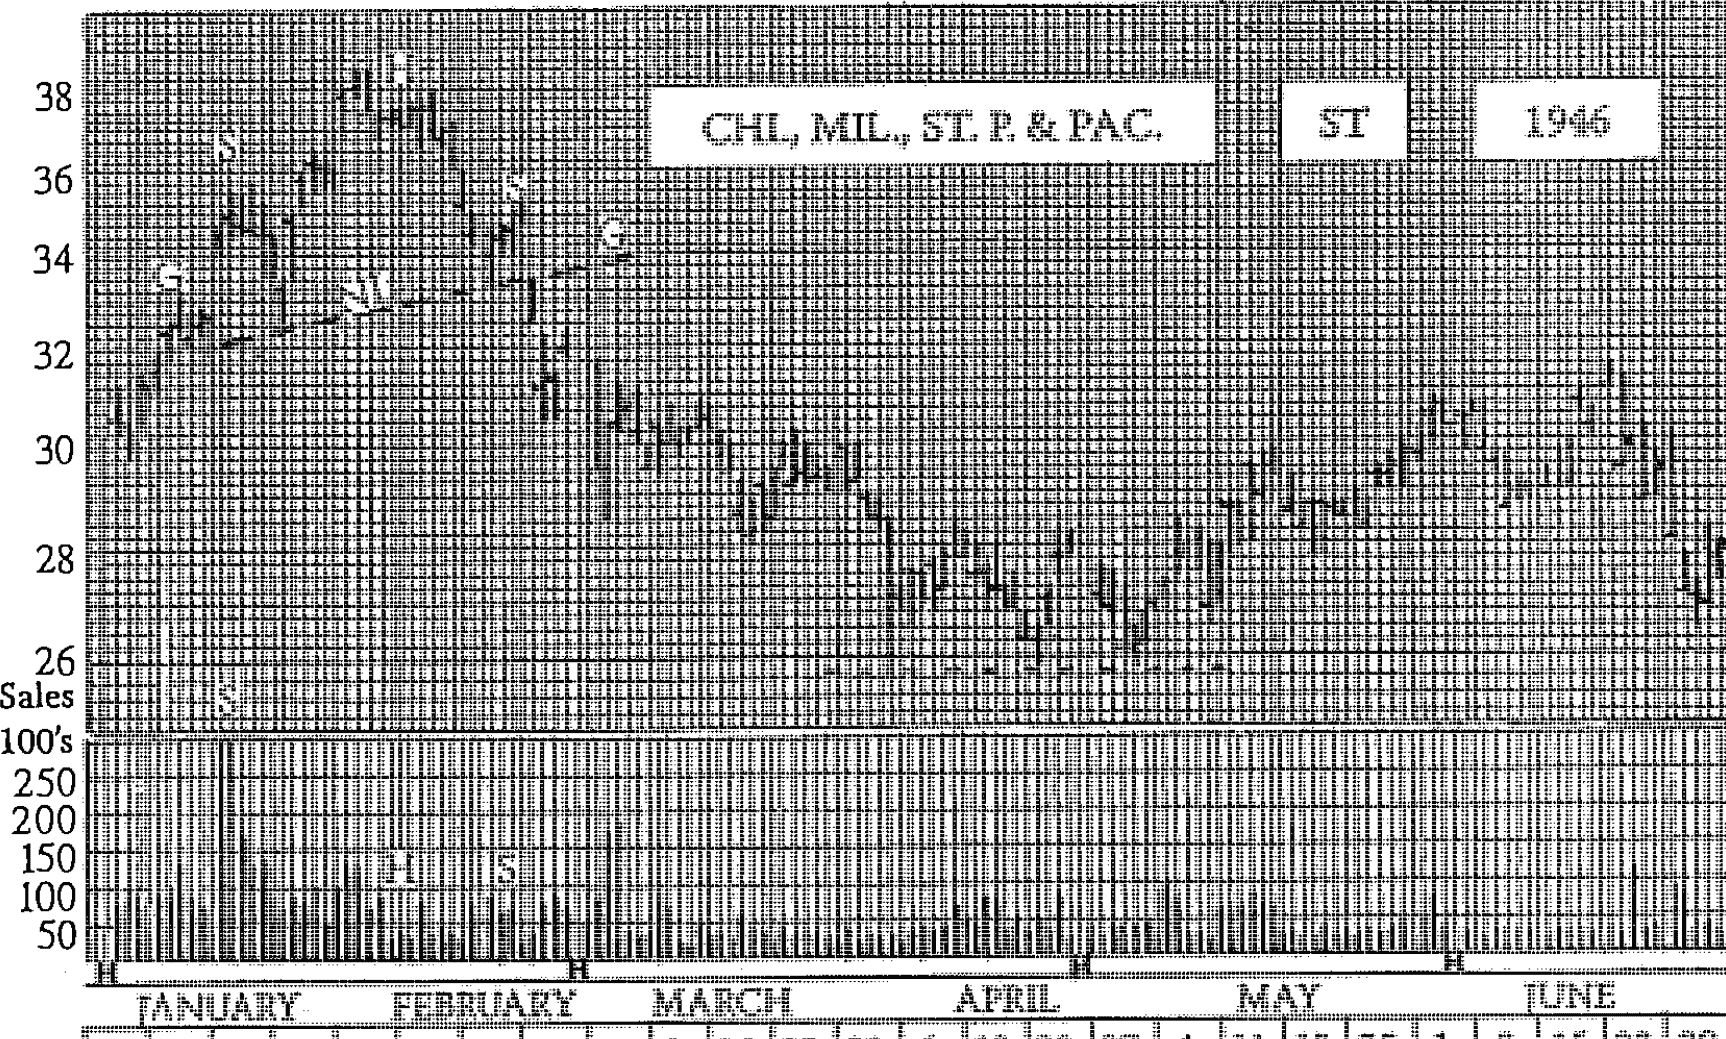 CHI., MIL., ST. P. & PAC. ST 1946
38
S
36
S
G
34
G
NL
32
30
28
26
Sales
S
100's
250
200
150
H S
100
50
H H H H
JANUARY FEBRUARY MARCH APRIL MAY JUNE